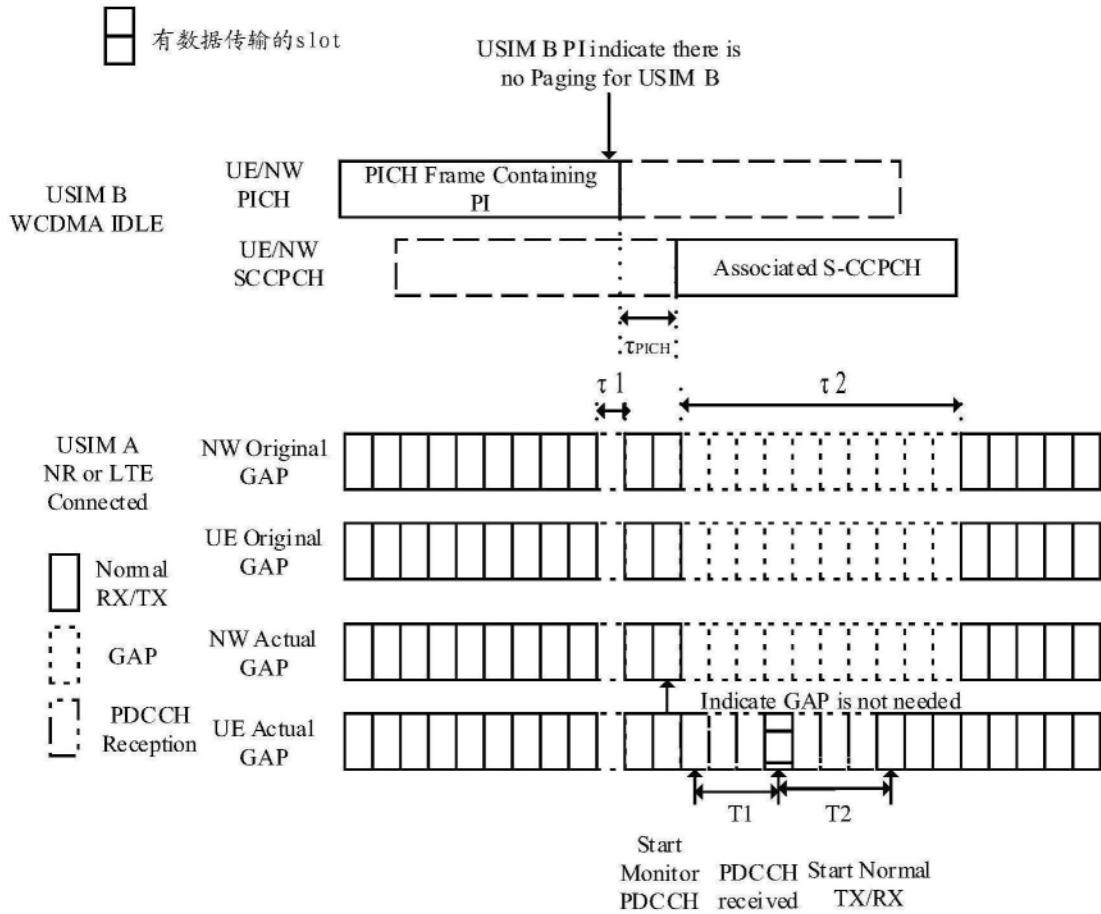 有数据传输的slot
USIM B PI indicate there is
no Paging for USIM B
USIM B
WCDMA IDLE
UE/NW
PICH
PICH Frame Containing
PI
UE/NW
SCCPCH
Associated S-CCPCH
τPICH
τ 1
τ 2
USIM A
NR or LTE
Connected
NW Original
GAP
UE Original
GAP
Normal
RX/TX
GAP
PDCCH
Reception
NW Actual
GAP
Indicate GAP is not needed
UE Actual
GAP
T1
T2
Start
Monitor
PDCCH
PDCCH
received
Start Normal
TX/RX